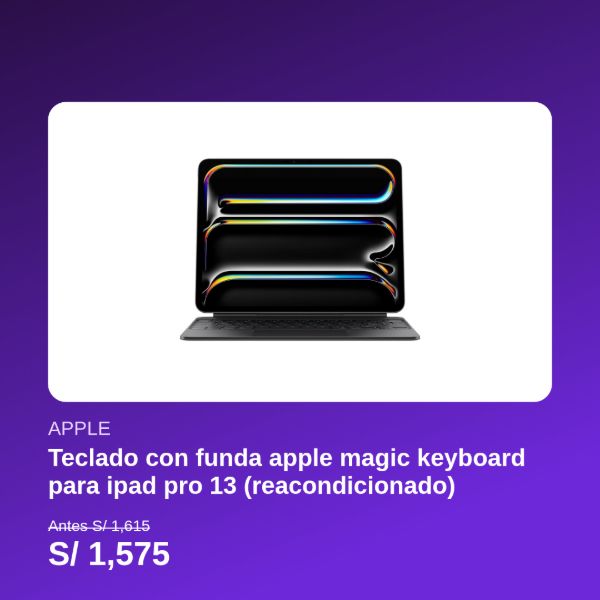 APPLE
Teclado con funda apple magic keyboard
para ipad pro 13 (reacondicionado)
Antes S/ 1,615
S/ 1,575